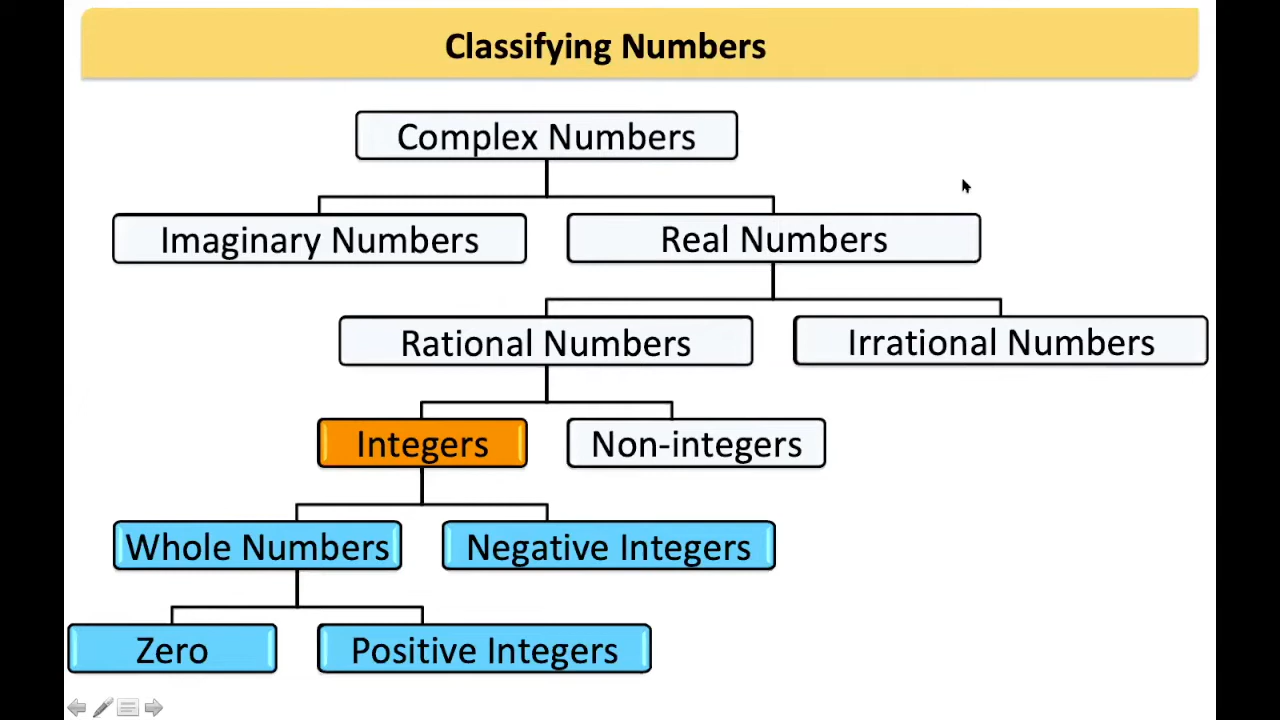 Classifying Numbers
Complex Numbers
Imaginary Numbers
Real Numbers
Rational Numbers
Irrational Numbers
Integers
Non-integers
Whole Numbers
Negative Integers
Zero
Positive Integers